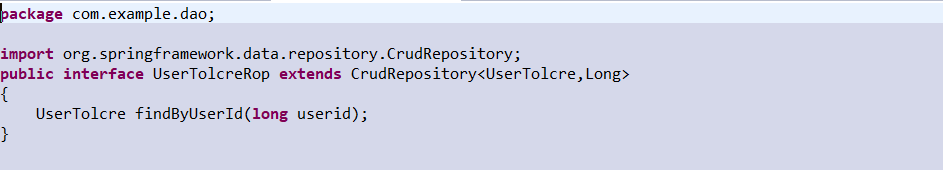 package com.example.dao;
import org.springframework.data.repository.CrudRepository;
public interface UserTolcreRop extends CrudRepository<UserTolcre,Long>
{
UserTolcre findByUserId(long userid);
}